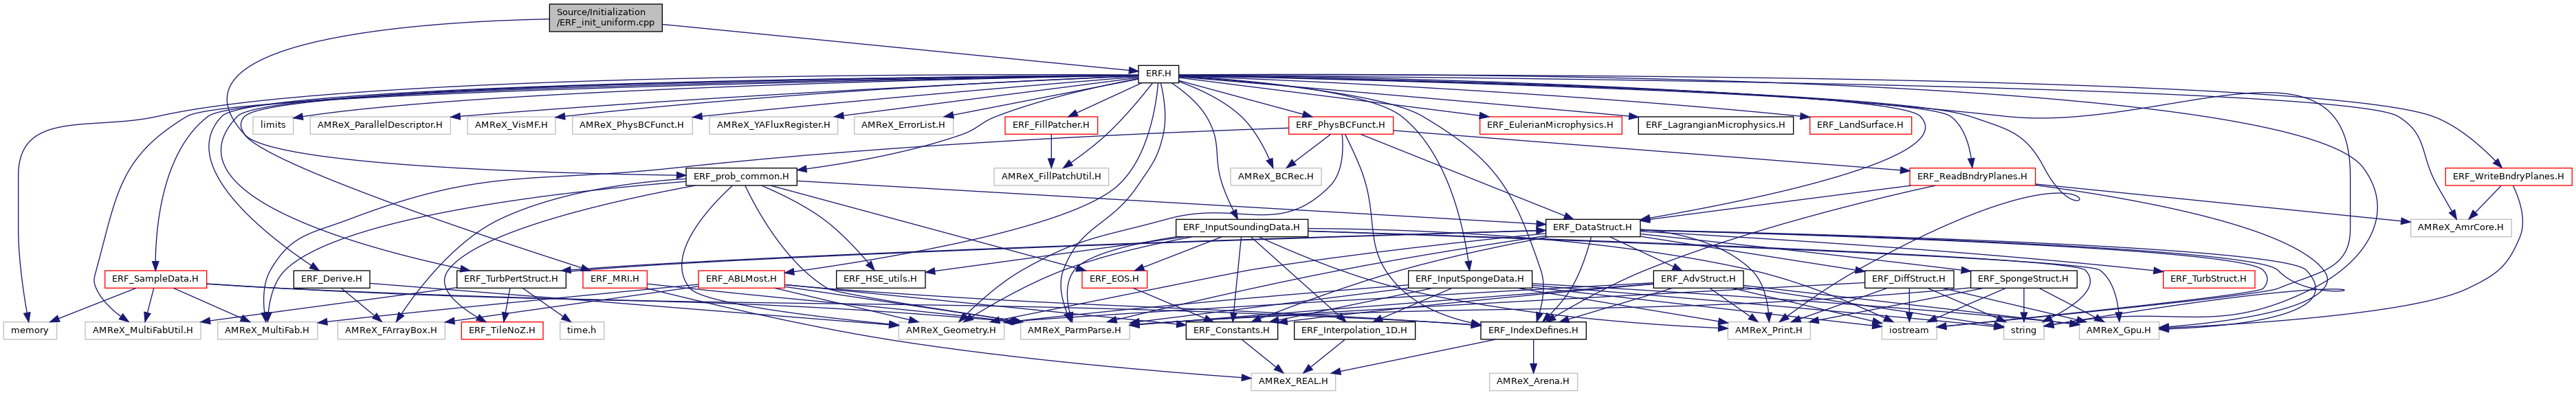 Source/Initialization
/ERF_init_uniform.cpp
ERF.H
limits
AMReX_ParallelDescriptor.H
AMReX_VisMF.H
AMReX_PhysBCFunct.H
AMReX_YAFluxRegister.H
AMReX_ErrorList.H
ERF_FillPatcher.H
ERF_PhysBCFunct.H
ERF_EulerianMicrophysics.H
ERF_LagrangianMicrophysics.H
ERF_LandSurface.H
ERF_prob_common.H
AMReX_FillPatchUtil.H
AMReX_BCRec.H
ERF_ReadBndryPlanes.H
ERF_WriteBndryPlanes.H
ERF_InputSoundingData.H
ERF_DataStruct.H
AMReX_AmrCore.H
ERF_SampleData.H
ERF_Derive.H
ERF_TurbPertStruct.H
ERF_MRI.H
ERF_ABLMost.H
ERF_HSE_utils.H
ERF_EOS.H
ERF_InputSpongeData.H
ERF_AdvStruct.H
ERF_DiffStruct.H
ERF_SpongeStruct.H
ERF_TurbStruct.H
memory
AMReX_MultiFabUtil.H
AMReX_MultiFab.H
AMReX_FArrayBox.H
ERF_TileNoZ.H
time.h
AMReX_Geometry.H
AMReX_ParmParse.H
ERF_Constants.H
ERF_Interpolation_1D.H
ERF_IndexDefines.H
AMReX_Print.H
iostream
string
AMReX_Gpu.H
AMReX_REAL.H
AMReX_Arena.H